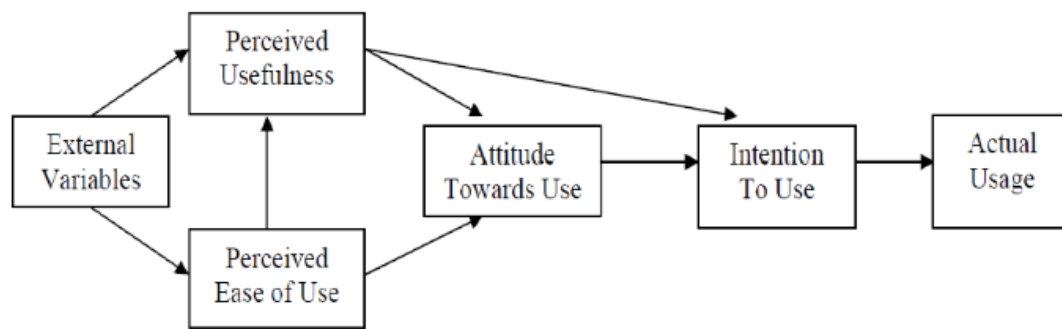 Perceived
Usefulness
External
Variables
Attitude
Towards Use
Intention
To Use
Actual
Usage
Perceived
Ease of Use